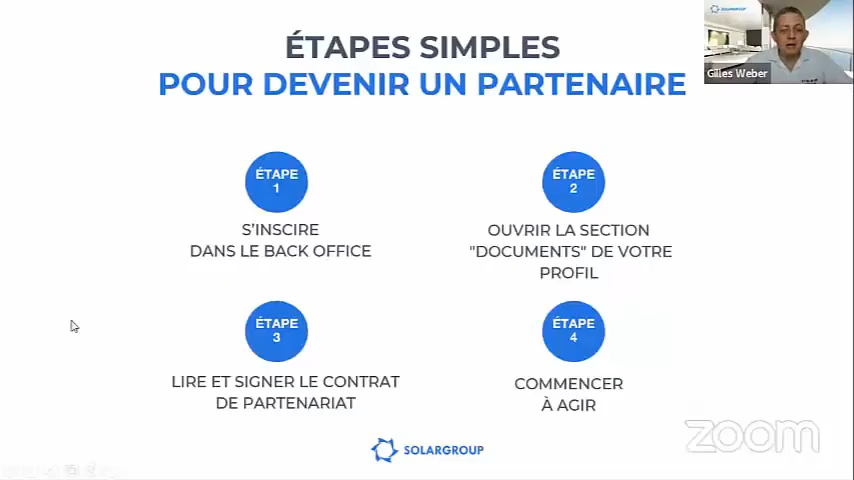 ÉTAPES SIMPLES
POUR DEVENIR UN PARTENAIRE
SOLARGROUP
Gilles Weber
ÉTAPE
1
S'INSCIRE
DANS LE BACK OFFICE
ÉTAPE
2
OUVRIR LA SECTION
"DOCUMENTS" DE VOTRE
PROFIL
ÉTAPE
3
LIRE ET SIGNER LE CONTRAT
DE PARTENARIAT
ÉTAPE
4
COMMENCER
À AGIR
SOLARGROUP
zoom